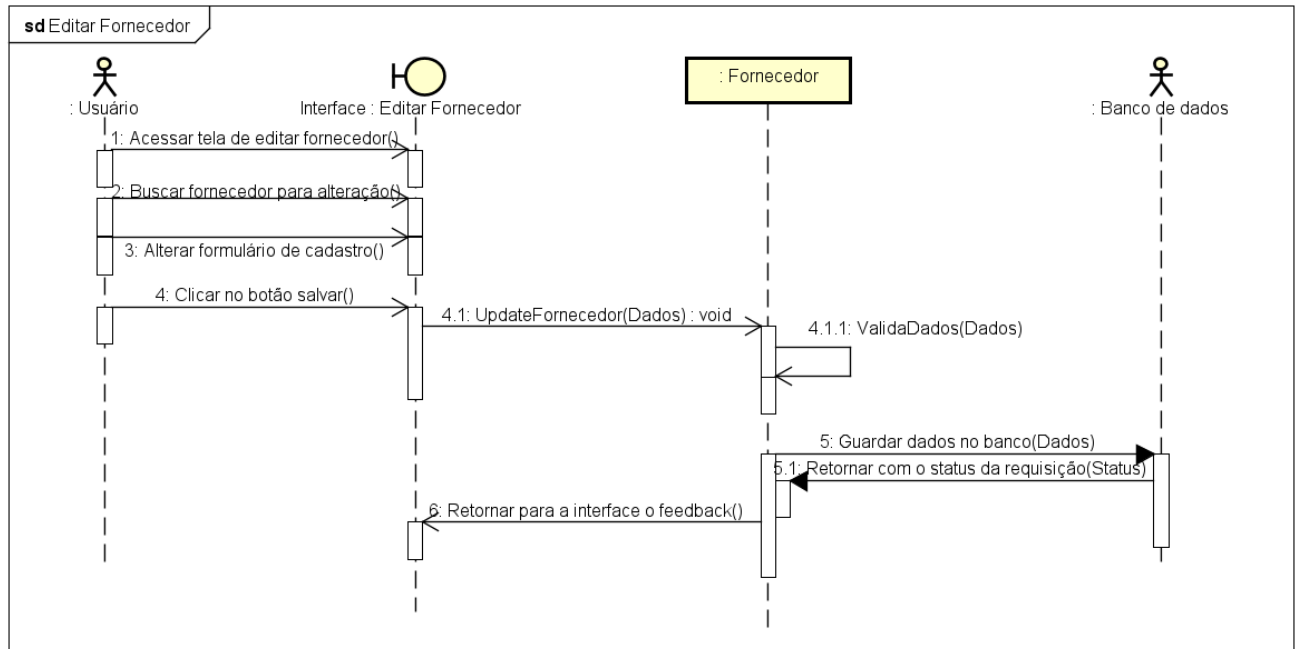 sd Editar Fornecedor
: Usuário
Interface : Editar Fornecedor
: Fornecedor
: Banco de dados
1: Acessar tela de editar fornecedor()
2: Buscar fornecedor para alteração()
3: Alterar formulário de cadastro()
4: Clicar no botão salvar()
4.1: UpdateFornecedor(Dados) : void
4.1.1: ValidaDados(Dados)
5: Guardar dados no banco(Dados)
5.1: Retornar com o status da requisição(Status)
6: Retornar para a interface o feedback()